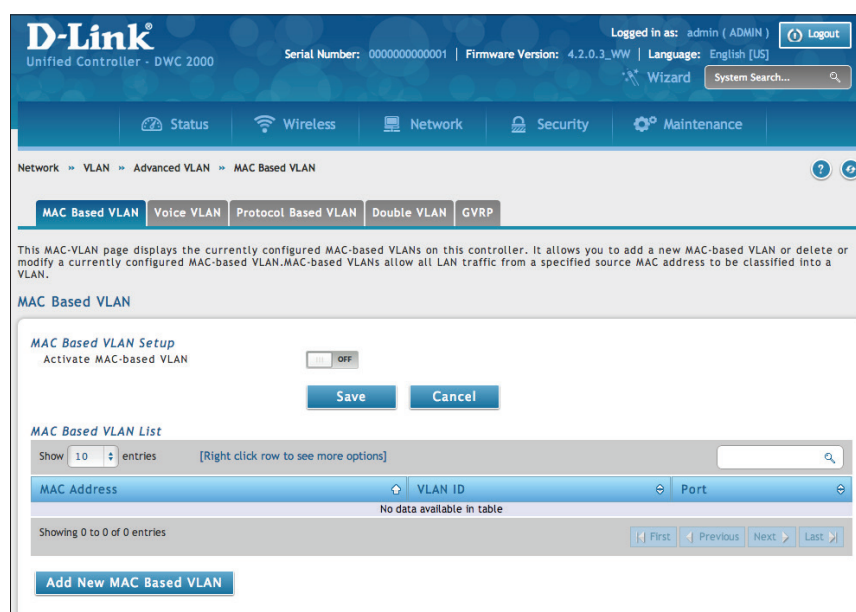 D-Link®
Unified Controller - DWC 2000
Logged in as: admin ( ADMIN )
Logout
Serial Number: 0000000000001 | Firmware Version: 4.2.0.3_WW | Language: English [US]
Wizard
System Search...
Status
Wireless
Network
Security
Maintenance
Network » VLAN » Advanced VLAN » MAC Based VLAN
?
MAC Based VLAN
Voice VLAN
Protocol Based VLAN
Double VLAN
GVRP
This MAC-VLAN page displays the currently configured MAC-based VLANs on this controller. It allows you to add a new MAC-based VLAN or delete or
modify a currently configured MAC-based VLAN.MAC-based VLANs allow all LAN traffic from a specified source MAC address to be classified into a
VLAN.
MAC Based VLAN
MAC Based VLAN Setup
Activate MAC-based VLAN
OFF
Save
Cancel
MAC Based VLAN List
Show 10 entries
[Right click row to see more options]
MAC Address
VLAN ID
Port
No data available in table
Showing 0 to 0 of 0 entries
First
Previous
Next
Last
Add New MAC Based VLAN